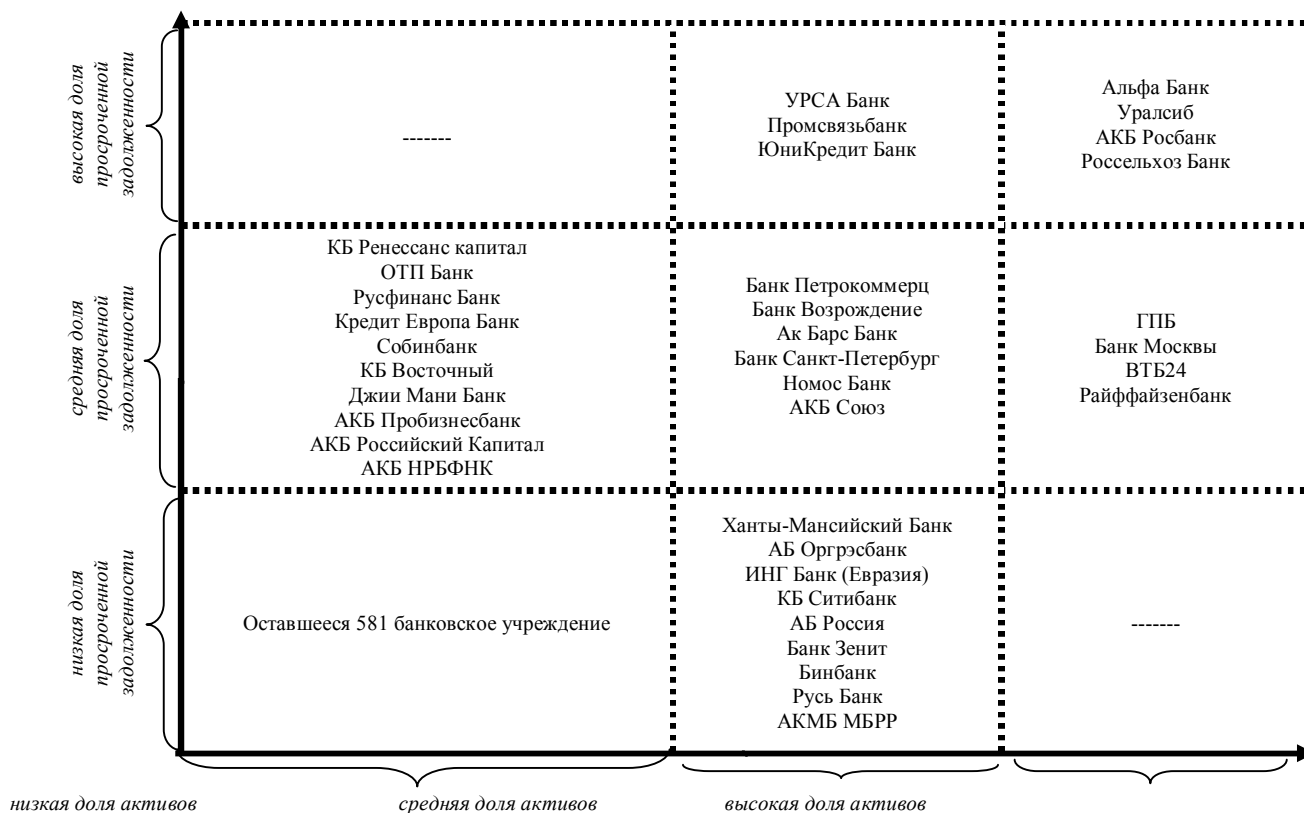 высокая доля
просроченной
задолженности
-------
УРСА Банк
Промсвязьбанк
ЮниКредит Банк
Альфа Банк
Уралсиб
АКБ Росбанк
Россельхоз Банк
средняя доля
просроченной
задолженности
КБ Ренессанс капитал
ОТП Банк
Русфинанс Банк
Кредит Европа Банк
Собинбанк
КБ Восточный
Джии Мани Банк
АКБ Пробизнесбанк
АКБ Российский Капитал
АКБ НРБФНК
Банк Петрокоммерц
Банк Возрождение
Ак Барс Банк
Банк Санкт-Петербург
Номос Банк
АКБ Союз
ГПБ
Банк Москвы
ВТБ24
Райффайзенбанк
низкая доля
просроченной
задолженности
Оставшееся 581 банковское учреждение
Ханты-Мансийский Банк
АБ Оргрэсбанк
ИНГ Банк (Евразия)
КБ Ситибанк
АБ Россия
Банк Зенит
Бинбанк
Русь Банк
АКМБ МБРР
-------
низкая доля активов
средняя доля активов
высокая доля активов